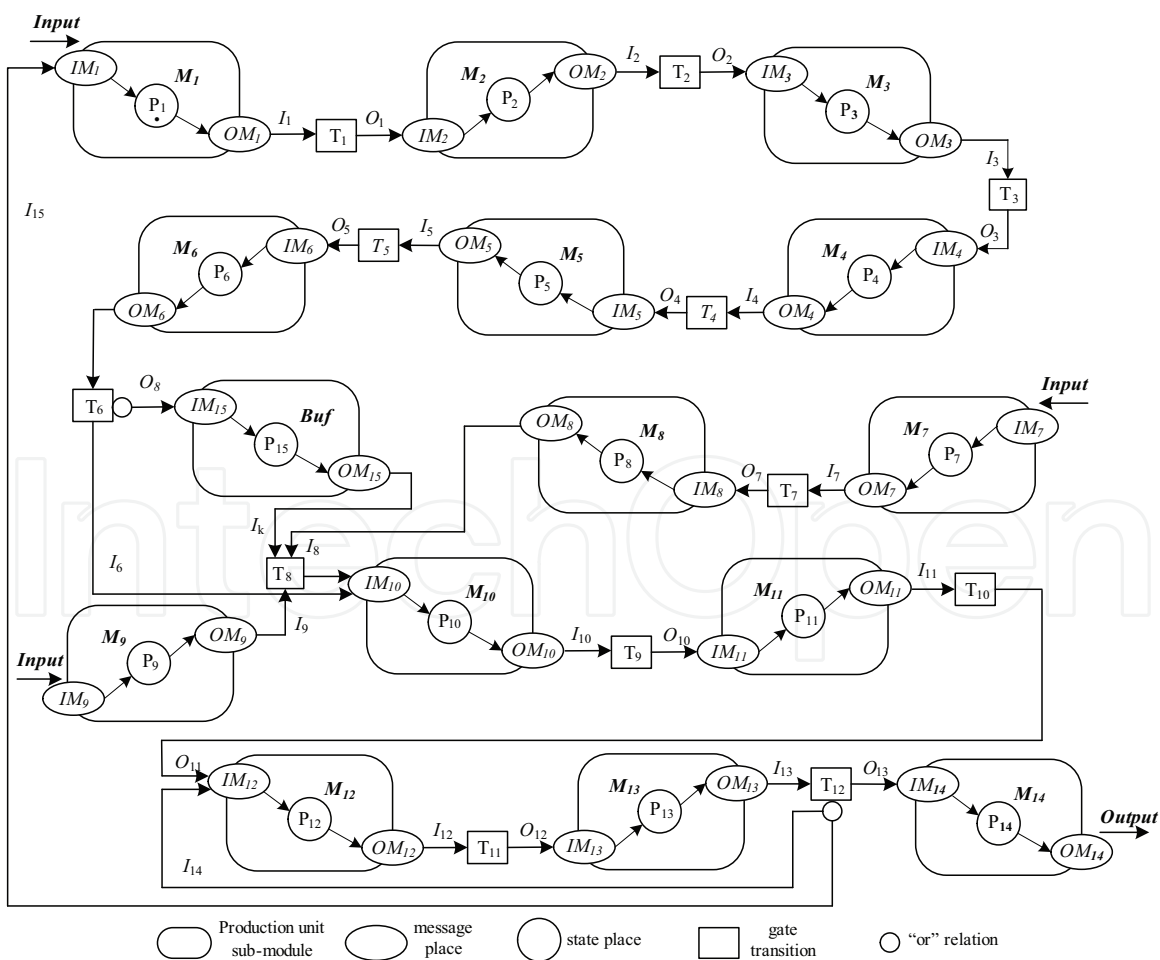 Input
IM1
M1
P1
OM1
I1
T1
O1
IM2
M2
P2
OM2
I2
T2
O2
IM3
M3
P3
OM3
I3
T3
O3
IM4
M4
P4
OM4
I4
T4
O4
IM5
M5
P5
OM5
I5
T5
O5
IM6
M6
P6
OM6
I15
T6
O8
IM15
Buf
P15
OM15
Ik
I6
Input
IM7
M7
P7
OM7
I7
T7
O7
IM8
M8
P8
OM8
I8
T8
Input
IM9
M9
P9
OM9
I9
IM10
M10
P10
OM10
I10
T9
O10
IM11
M11
P11
OM11
I11
T10
O11
IM12
M12
P12
OM12
I12
T11
O12
IM13
M13
P13
OM13
I13
T12
O13
IM14
M14
P14
OM14
Output
I14
IntechOpen
Production unit
sub-module
message
place
state place
gate
transition
“or” relation